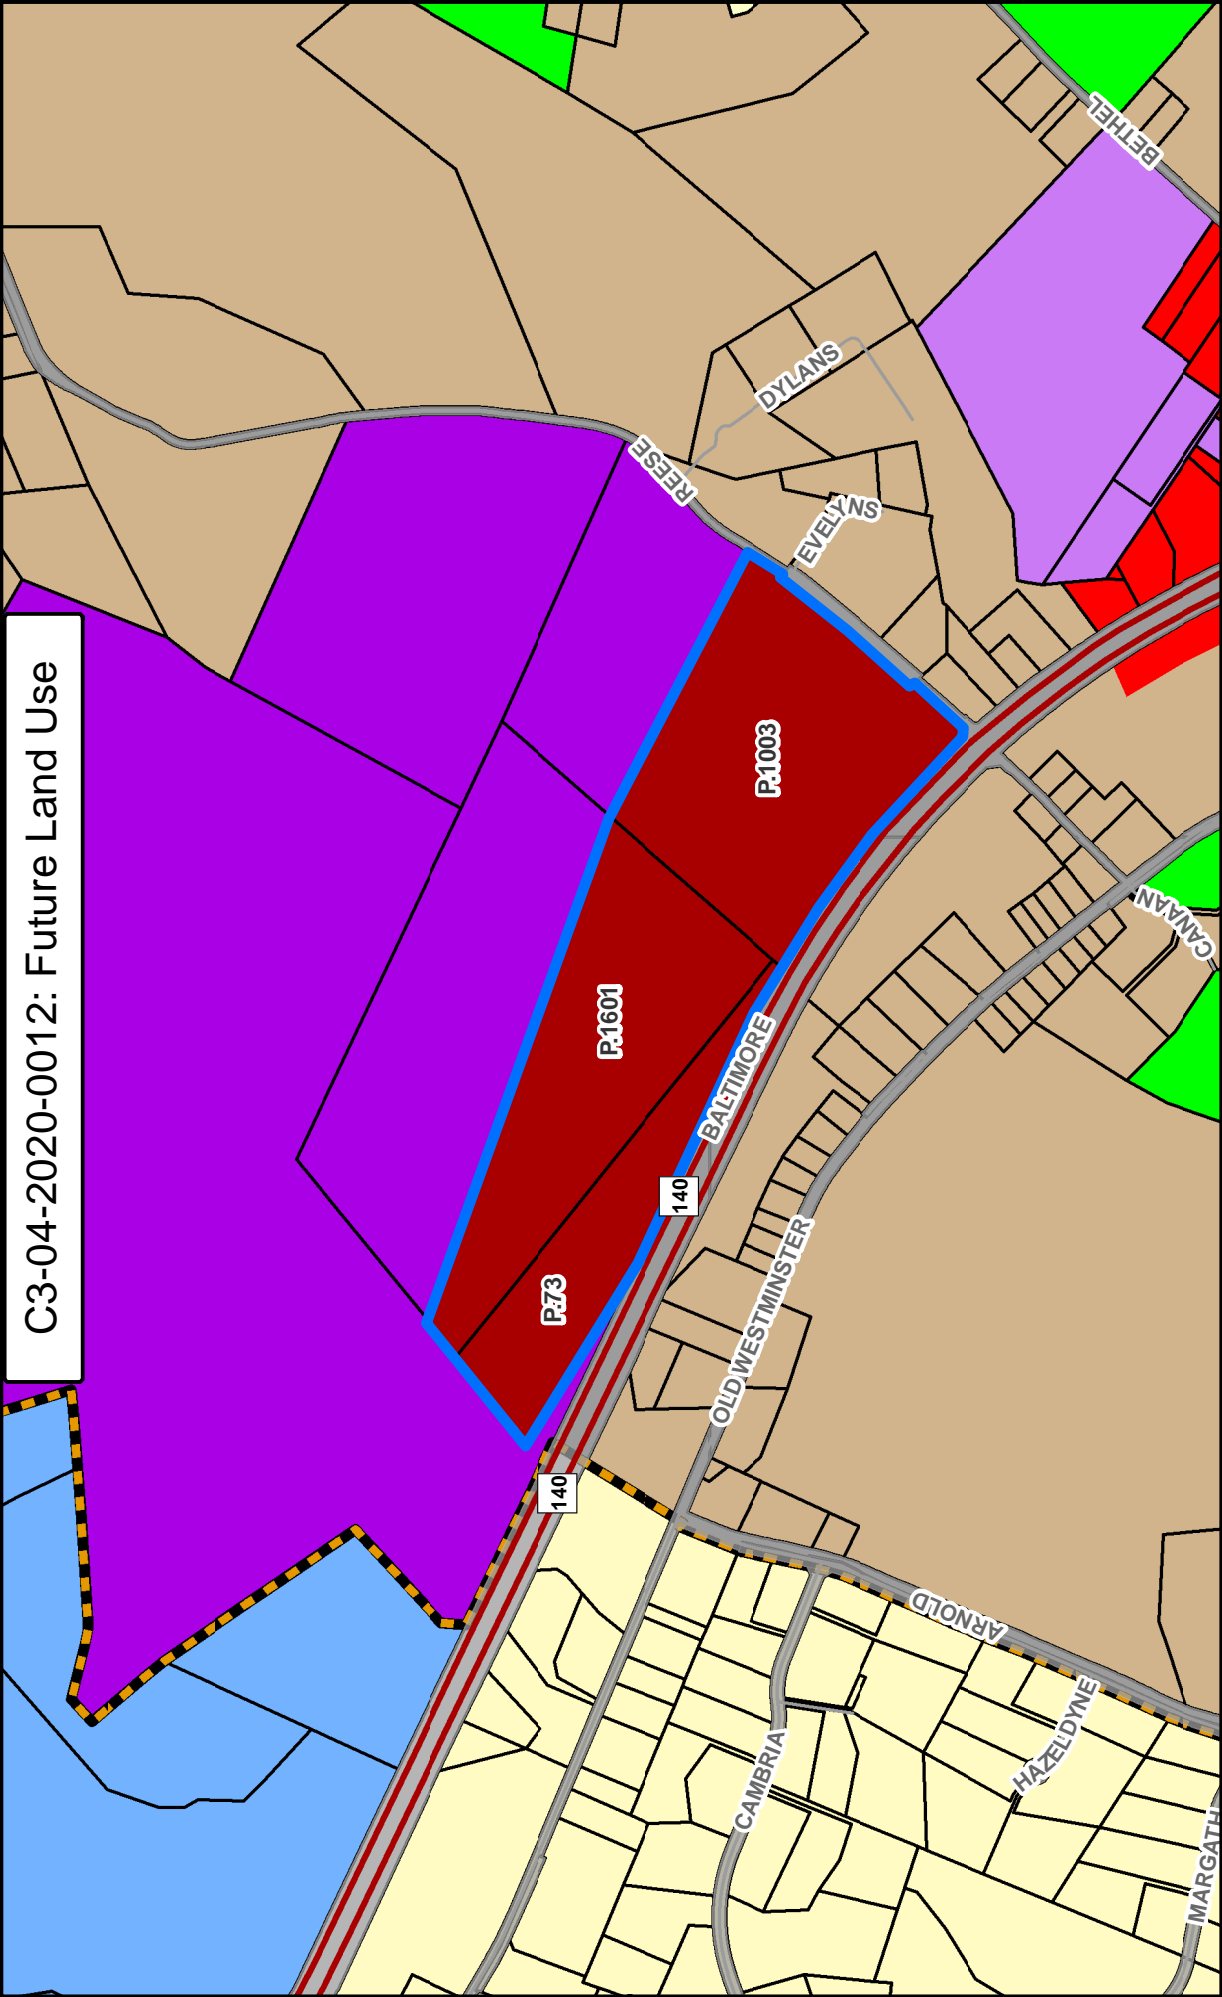 C3-04-2020-0012: Future Land Use
BETHEL
DYLANS
REESE
EVELYNS
P.1003
CANAAN
P.1601
BALTIMORE
140
P.73
OLD WESTMINSTER
140
ARNOLD
HAZELDYNE
CAMBRIA
MARGATH